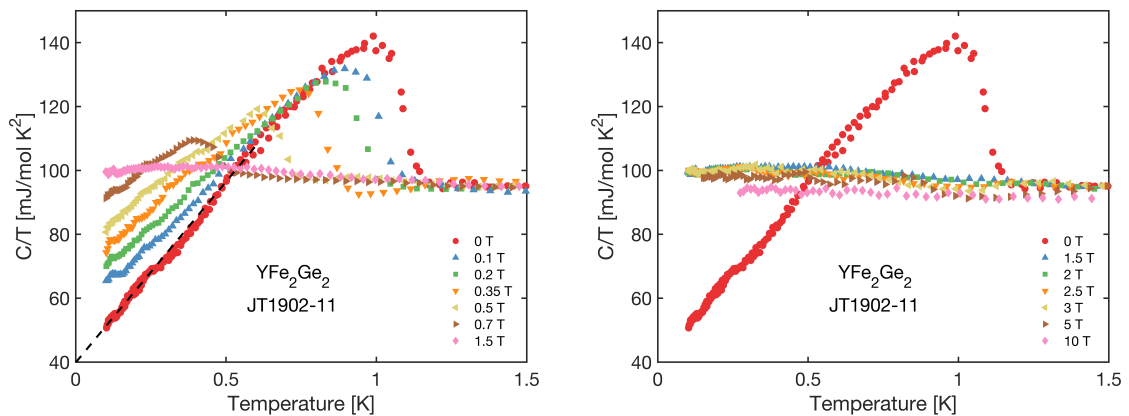 C/T [mJ/mol K²]
140
120
100
80
60
40
0
0.5
1
1.5
Temperature [K]
YFe₂Ge₂
JT1902-11
0 T
0.1 T
0.2 T
0.35 T
0.5 T
0.7 T
1.5 T
C/T [mJ/mol K²]
140
120
100
80
60
40
0
0.5
1
1.5
Temperature [K]
YFe₂Ge₂
JT1902-11
0 T
1.5 T
2 T
2.5 T
3 T
5 T
10 T